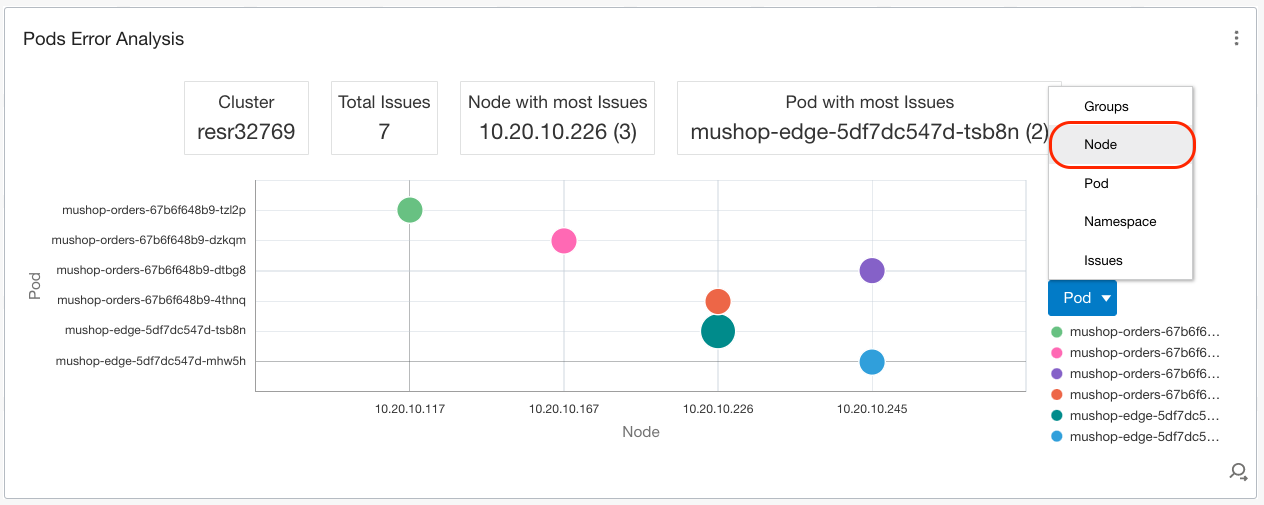 Pods Error Analysis
Cluster
resr32769
Total Issues
7
Node with most Issues
10.20.10.226 (3)
Pod with most Issues
mushop-edge-5df7dc547d-tsb8n (2)
Groups
Node
Pod
Namespace
Issues
Pod
mushop-orders-67b6f648b9-tzl2p
mushop-orders-67b6f648b9-dzkqm
mushop-orders-67b6f648b9-dtbg8
mushop-orders-67b6f648b9-4thnq
mushop-edge-5df7dc547d-tsb8n
mushop-edge-5df7dc547d-mhw5h
Pod
10.20.10.117
10.20.10.167
10.20.10.226
10.20.10.245
Node
mushop-orders-67b6f6...
mushop-orders-67b6f6...
mushop-orders-67b6f6...
mushop-orders-67b6f6...
mushop-edge-5df7dc5...
mushop-edge-5df7dc5...